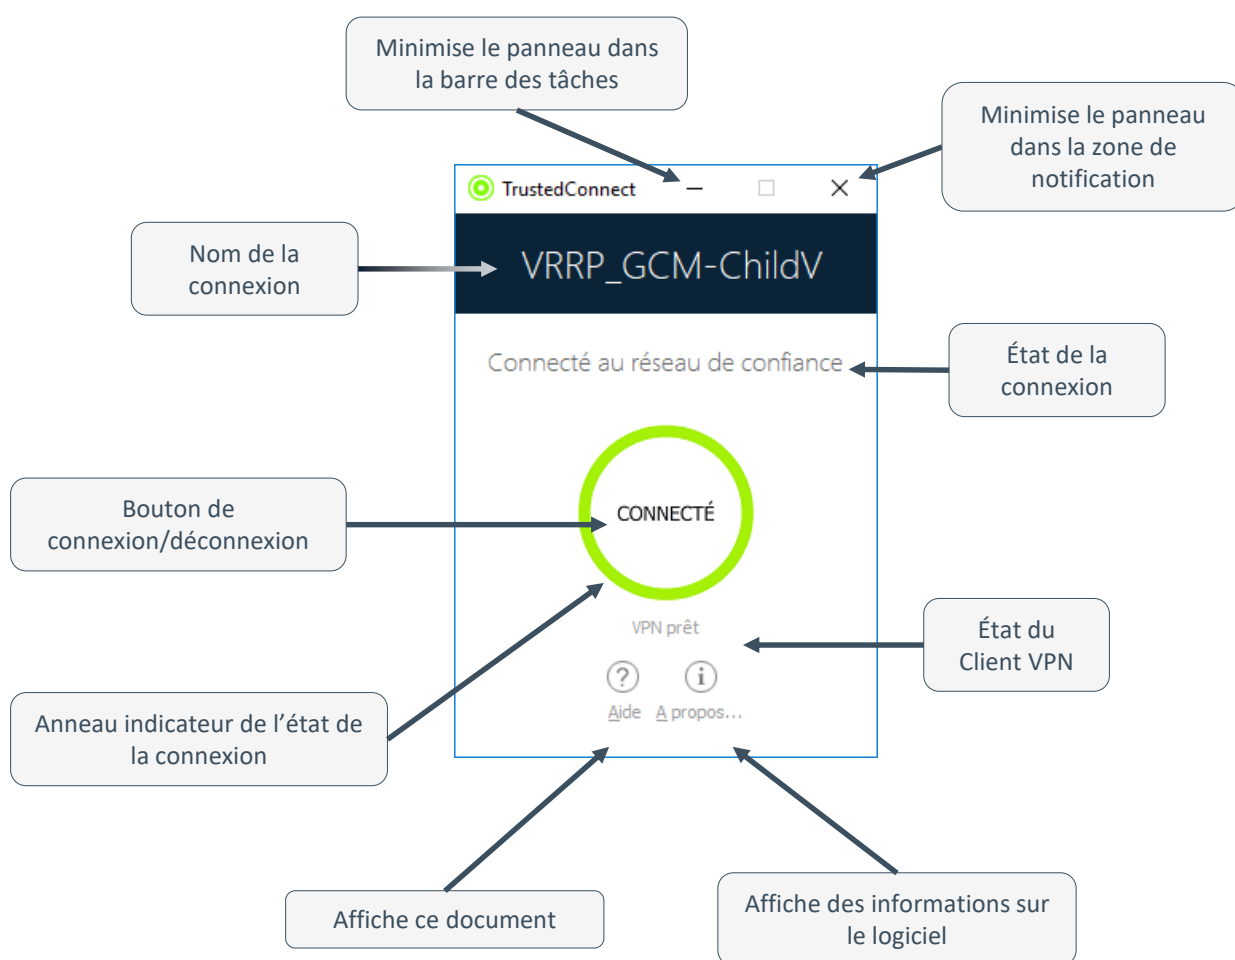 Minimise le panneau dans
la barre des tâches
Minimise le panneau
dans la zone de
notification
TrustedConnect
Nom de la
connexion
VRRP_GCM-ChildV
Connecté au réseau de confiance
État de la
connexion
Bouton de
connexion/déconnexion
CONNECTÉ
VPN prêt
État du
Client VPN
Aide
A propos...
Anneau indicateur de l’état de
la connexion
Affiche ce document
Affiche des informations sur
le logiciel